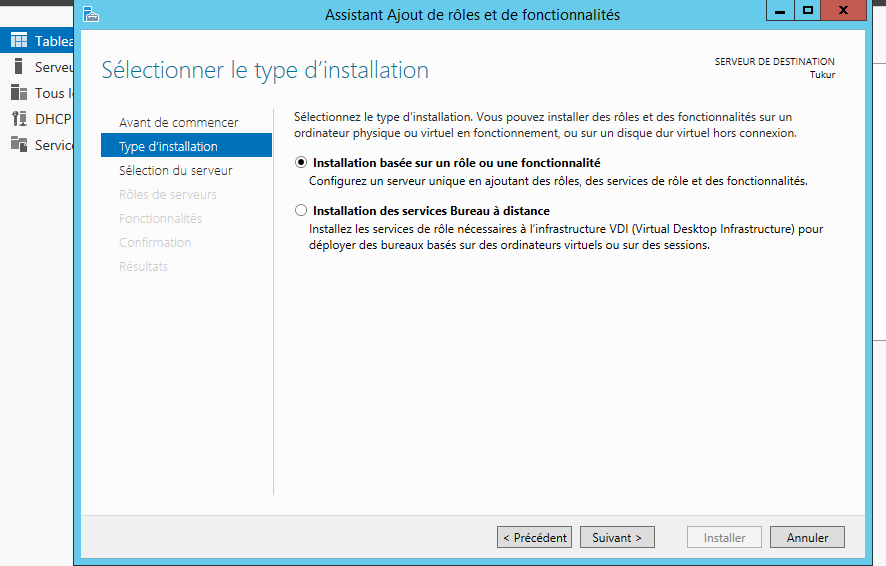 Assistant Ajout de rôles et de fonctionnalités
Tablea
Serveu
Tous l
DHCP
Servic
Sélectionner le type d’installation
SERVEUR DE DESTINATION
Tukur
Avant de commencer
Type d’installation
Sélection du serveur
Rôles de serveurs
Fonctionnalités
Confirmation
Résultats
Sélectionnez le type d’installation. Vous pouvez installer des rôles et des fonctionnalités sur un
ordinateur physique ou virtuel en fonctionnement, ou sur un disque dur virtuel hors connexion.
Installation basée sur un rôle ou une fonctionnalité
Configurez un serveur unique en ajoutant des rôles, des services de rôle et des fonctionnalités.
Installation des services Bureau à distance
Installez les services de rôle nécessaires à l’infrastructure VDI (Virtual Desktop Infrastructure) pour
déployer des bureaux basés sur des ordinateurs virtuels ou sur des sessions.
< Précédent
Suivant >
Installer
Annuler